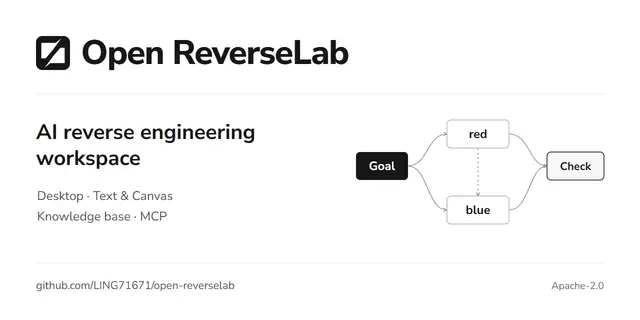 Open ReverseLab
AI reverse engineering
workspace
Desktop · Text & Canvas
Knowledge base · MCP
Goal
red
blue
Check
github.com/LING71671/open-reverselab
Apache-2.0